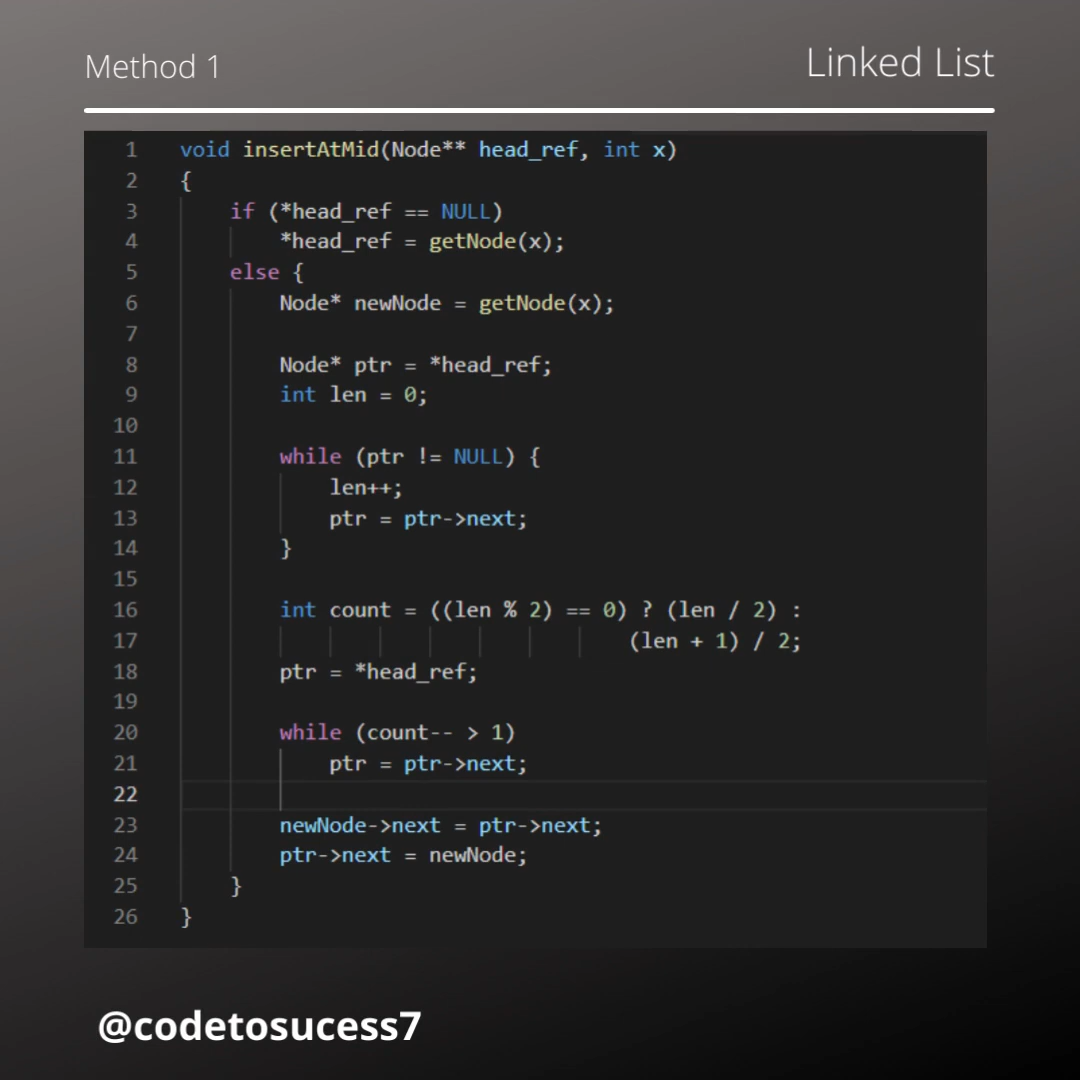 Method 1
Linked List
1 void insertAtMid(Node** head_ref, int x)
2 {
3 if (*head_ref == NULL)
4 *head_ref = getNode(x);
5 else {
6 Node* newNode = getNode(x);
7
8 Node* ptr = *head_ref;
9 int len = 0;
10
11 while (ptr != NULL) {
12 len++;
13 ptr = ptr->next;
14 }
15
16 int count = ((len % 2) == 0) ? (len / 2) :
17 (len + 1) / 2;
18 ptr = *head_ref;
19
20 while (count-- > 1)
21 ptr = ptr->next;
22
23 newNode->next = ptr->next;
24 ptr->next = newNode;
25 }
26 }
@codetosucess7